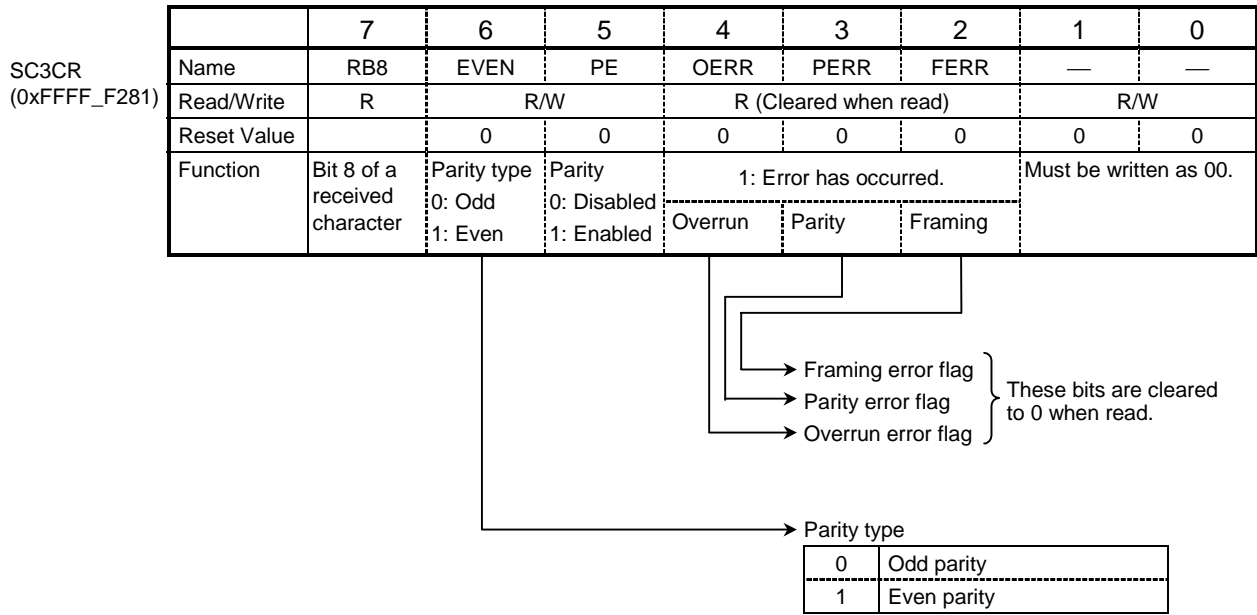 7 6 5 4 3 2 1 0
SC3CR
(0xFFFF_F281)
Name RB8 EVEN PE OERR PERR FERR — —
Read/Write R R/W R (Cleared when read) R/W
Reset Value 0 0 0 0 0 0 0
Function
Bit 8 of a
received
character
Parity type
0: Odd
1: Even
Parity
0: Disabled
1: Enabled
1: Error has occurred.
Overrun Parity Framing
Must be written as 00.
Framing error flag
Parity error flag
Overrun error flag
These bits are cleared
to 0 when read.
Parity type
0 Odd parity
1 Even parity